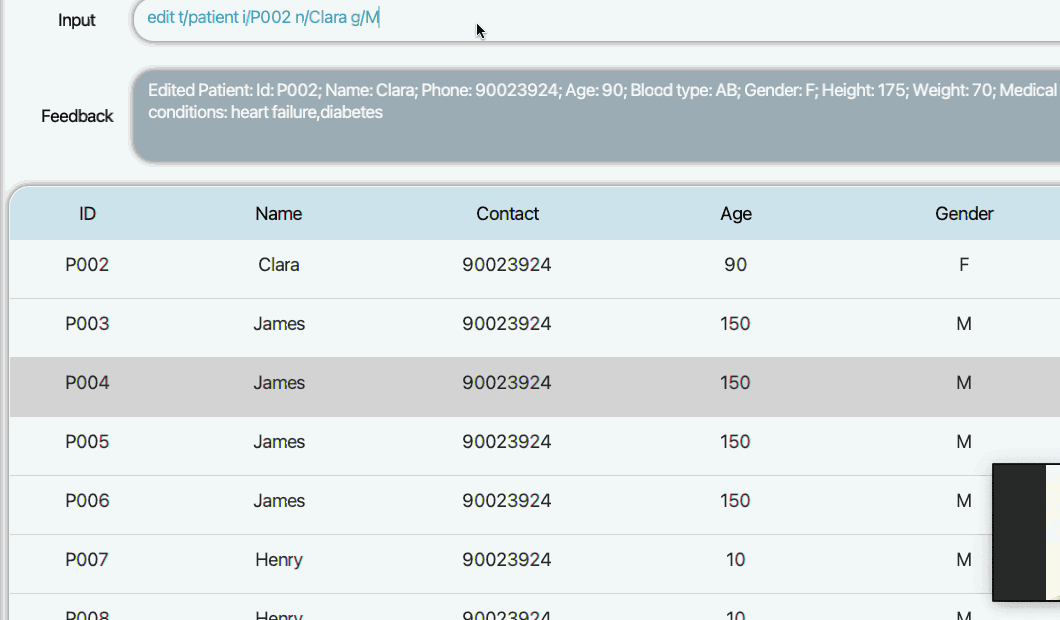 Input
edit t/patient i/P002 n/Clara g/M
Feedback
Edited Patient: Id: P002; Name: Clara; Phone: 90023924; Age: 90; Blood type: AB; Gender: F; Height: 175; Weight: 70; Medical
conditions: heart failure,diabetes
ID Name Contact Age Gender
P002 Clara 90023924 90 F
P003 James 90023924 150 M
P004 James 90023924 150 M
P005 James 90023924 150 M
P006 James 90023924 150 M
P007 Henry 90023924 10 M
P008 Henry 90023924 10 M